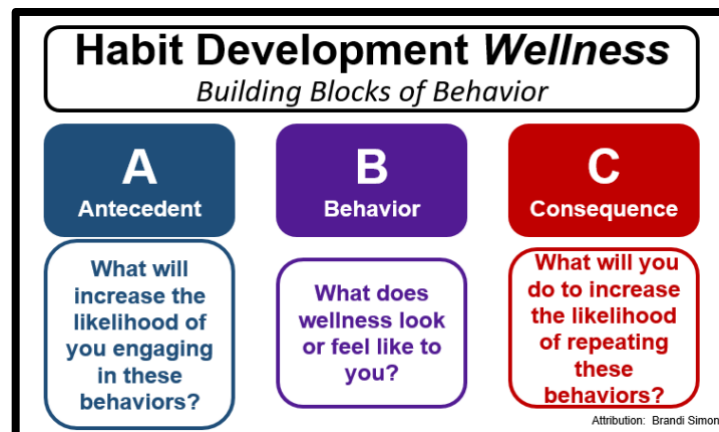 Habit Development Wellness
Building Blocks of Behavior
A
Antecedent
What will
increase the
likelihood of
you engaging
in these
behaviors?
B
Behavior
What does
wellness look
or feel like to
you?
C
Consequence
What will you
do to increase
the likelihood
of repeating
these
behaviors?
Attribution: Brandi Simon